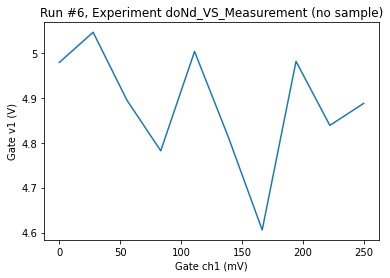 Run #6, Experiment doNd_VS_Measurement (no sample)
5
4.9
4.8
4.7
4.6
Gate v1 (V)
0 50 100 150 200 250
Gate ch1 (mV)